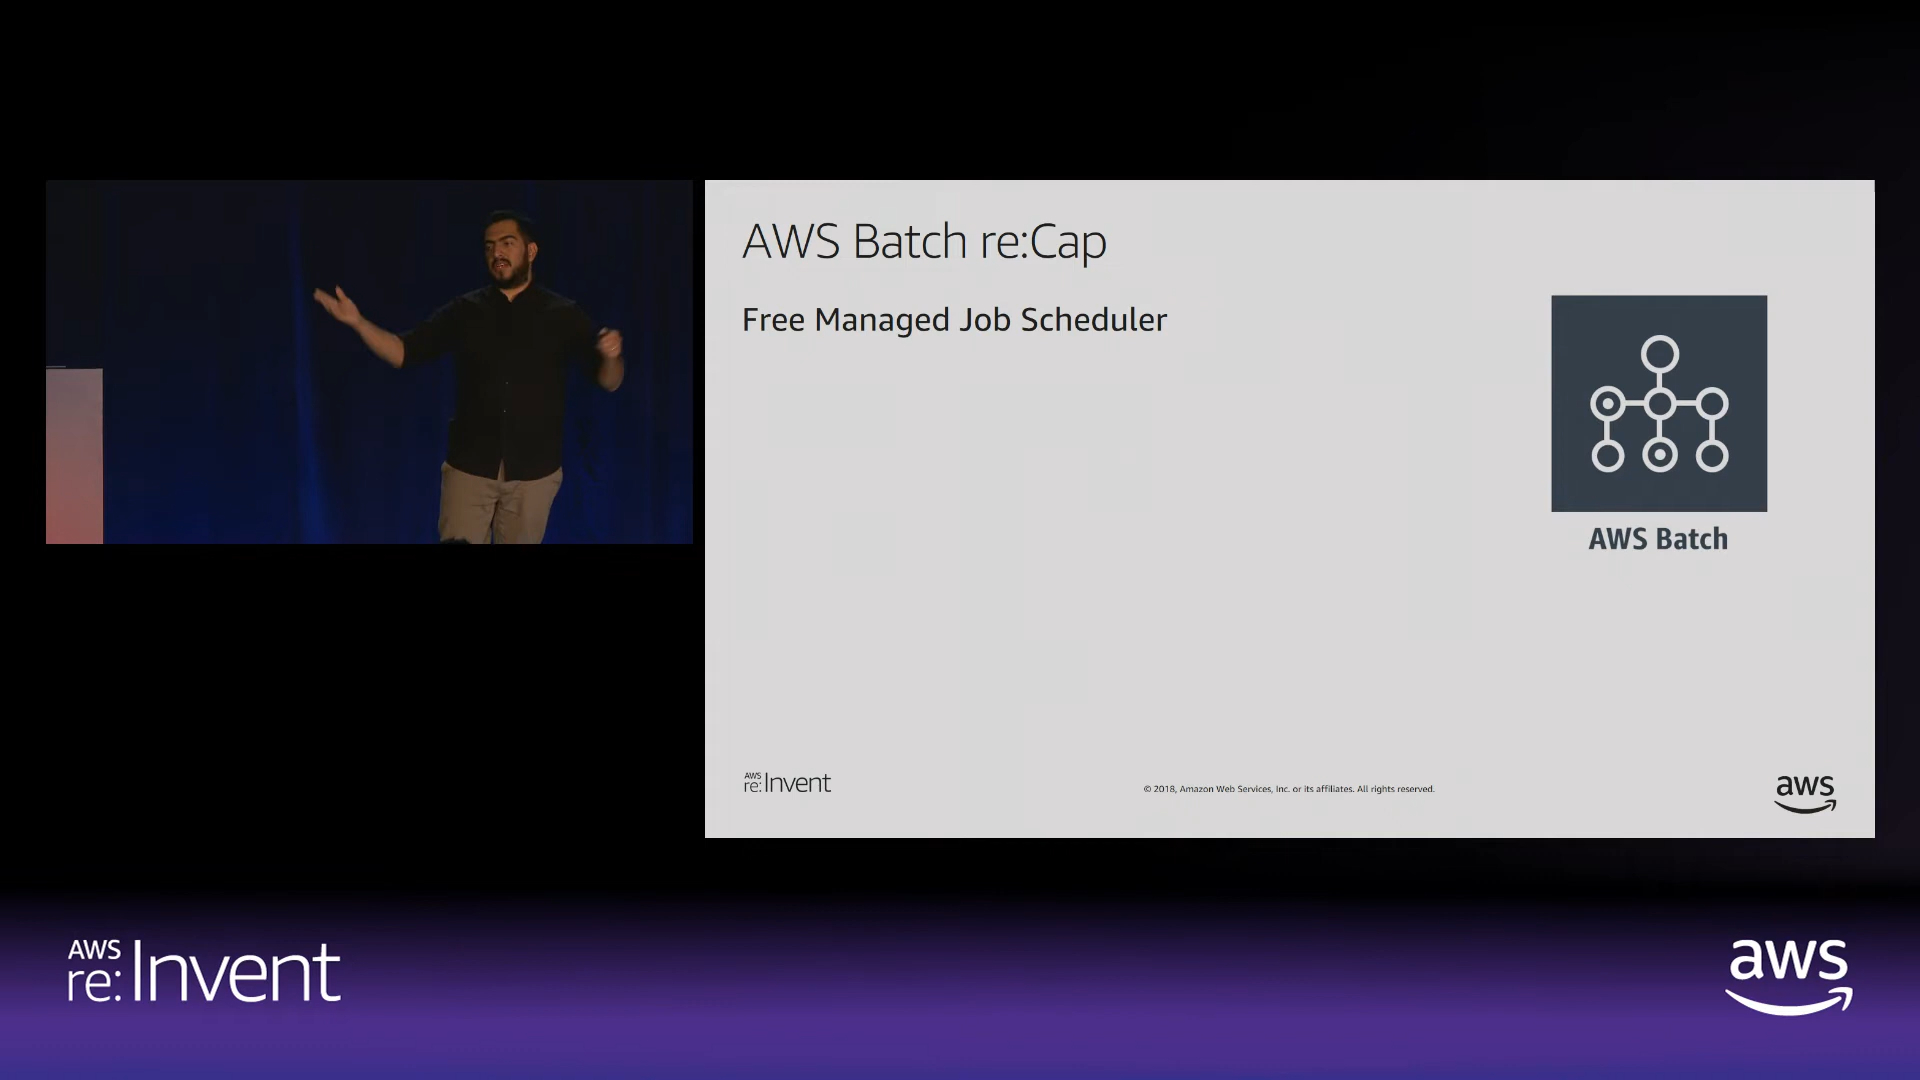 AWS Batch re:Cap
Free Managed Job Scheduler
AWS Batch
AWS
re:Invent
© 2018, Amazon Web Services, Inc. or its affiliates. All rights reserved.
aws
AWS
re:Invent
aws